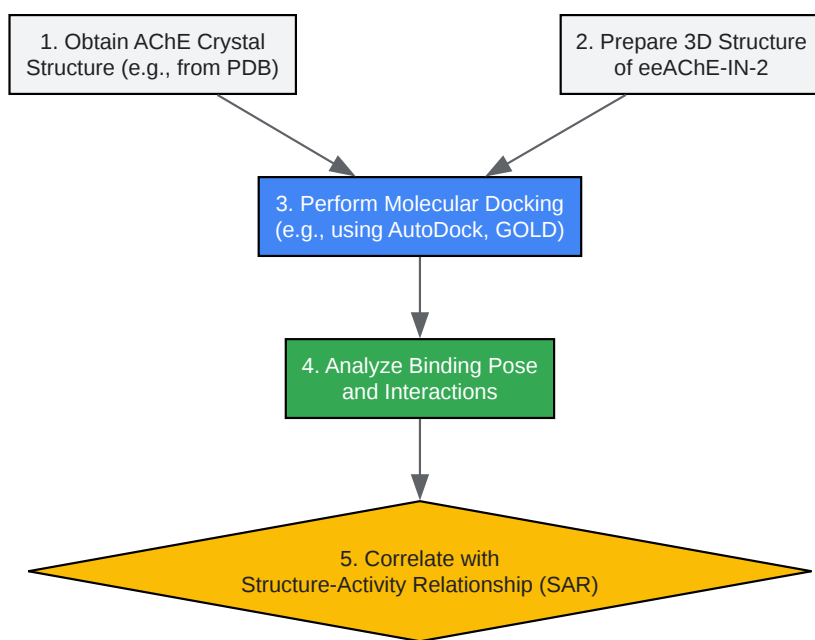 1. Obtain AChE Crystal
Structure (e.g., from PDB)
2. Prepare 3D Structure
of eeAChE-IN-2
3. Perform Molecular Docking
(e.g., using AutoDock, GOLD)
4. Analyze Binding Pose
and Interactions
5. Correlate with
Structure-Activity Relationship (SAR)